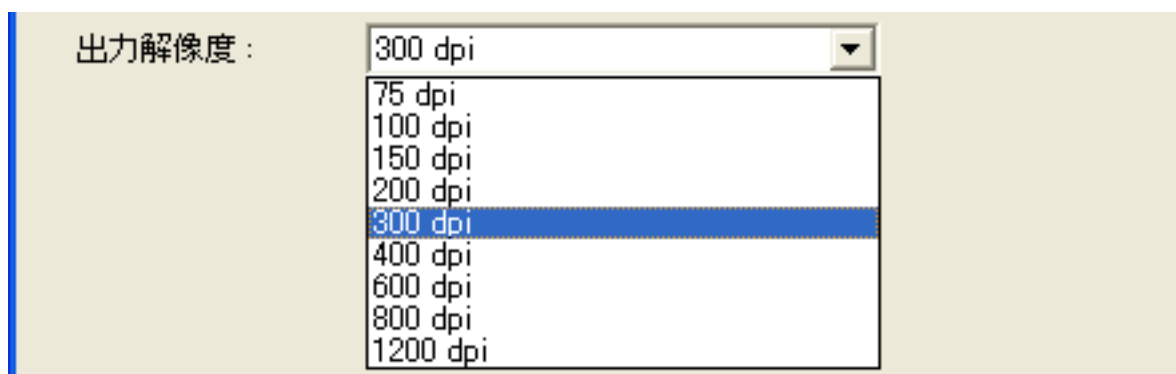 出力解像度： 300 dpi
75 dpi
100 dpi
150 dpi
200 dpi
300 dpi
400 dpi
600 dpi
800 dpi
1200 dpi